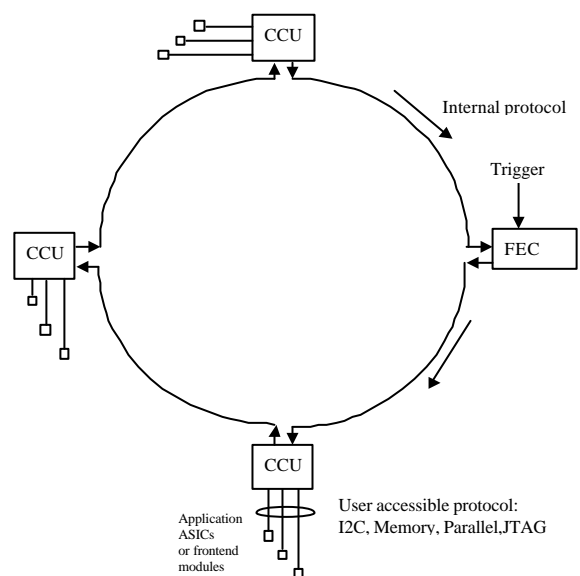 CCU
Internal protocol
Trigger
FEC
CCU
CCU
User accessible protocol:
I2C, Memory, Parallel,JTAG
Application
ASICs
or frontend
modules